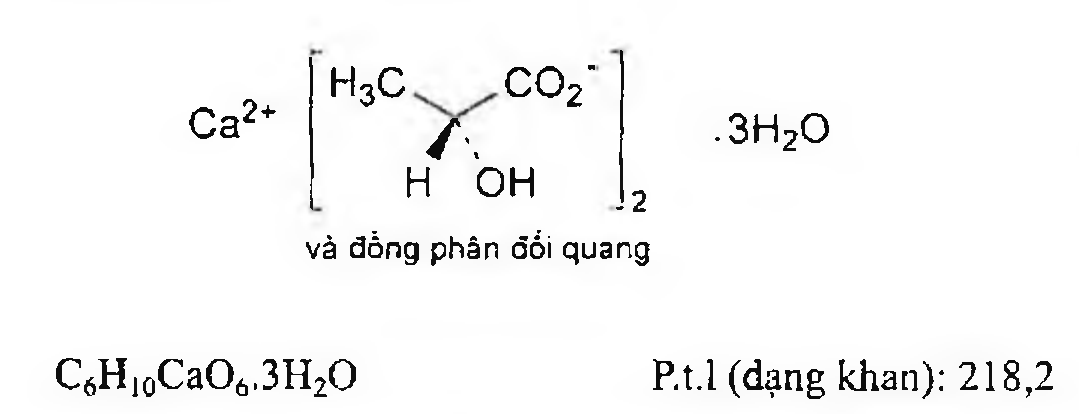 Ca²⁺ [ H₃C CO₂⁻ H OH ]₂ .3H₂O
và đồng phân đối quang
C₆H₁₀CaO₆.3H₂O P.t.l (dạng khan): 218,2